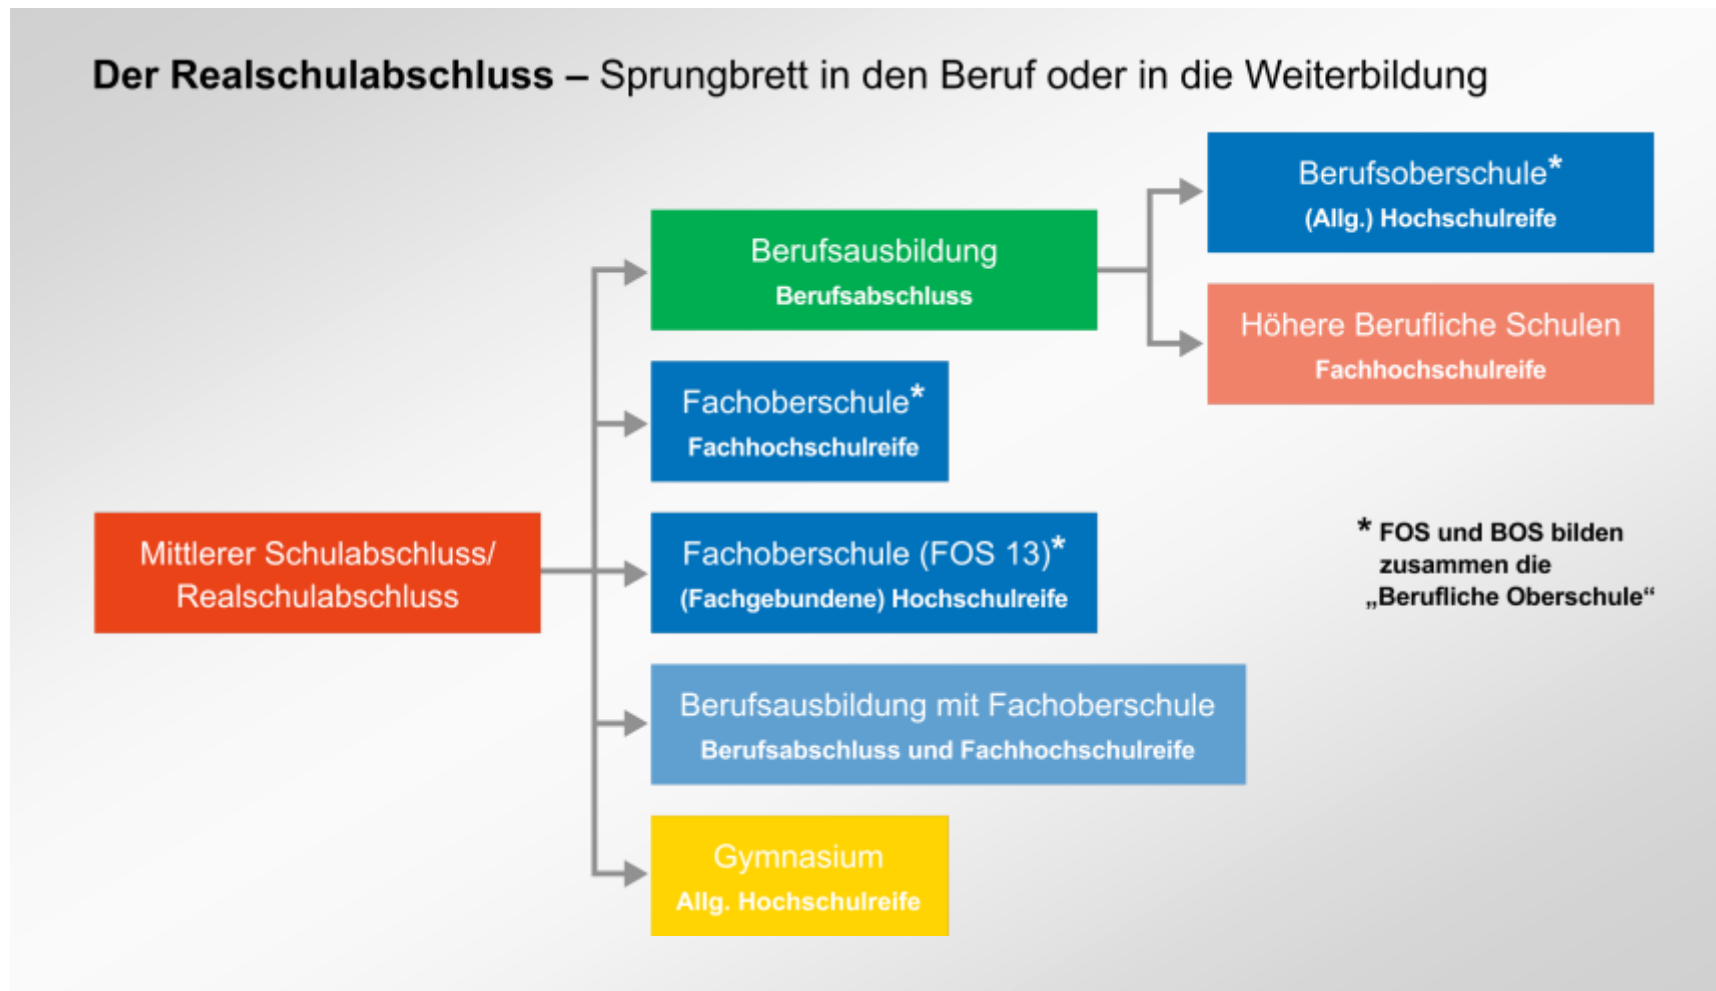 Der Realschulabschluss – Sprungbrett in den Beruf oder in die Weiterbildung
Berufsoberschule*
(Allg.) Hochschulreife
Berufsausbildung
Berufsabschluss
Höhere Berufliche Schulen
Fachhochschulreife
Fachoberschule*
Fachhochschulreife
Mittlerer Schulabschluss/
Realschulabschluss
Fachoberschule (FOS 13)*
(Fachgebundene) Hochschulreife
* FOS und BOS bilden
zusammen die
„Berufliche Oberschule“
Berufsausbildung mit Fachoberschule
Berufsabschluss und Fachhochschulreife
Gymnasium
Allg. Hochschulreife